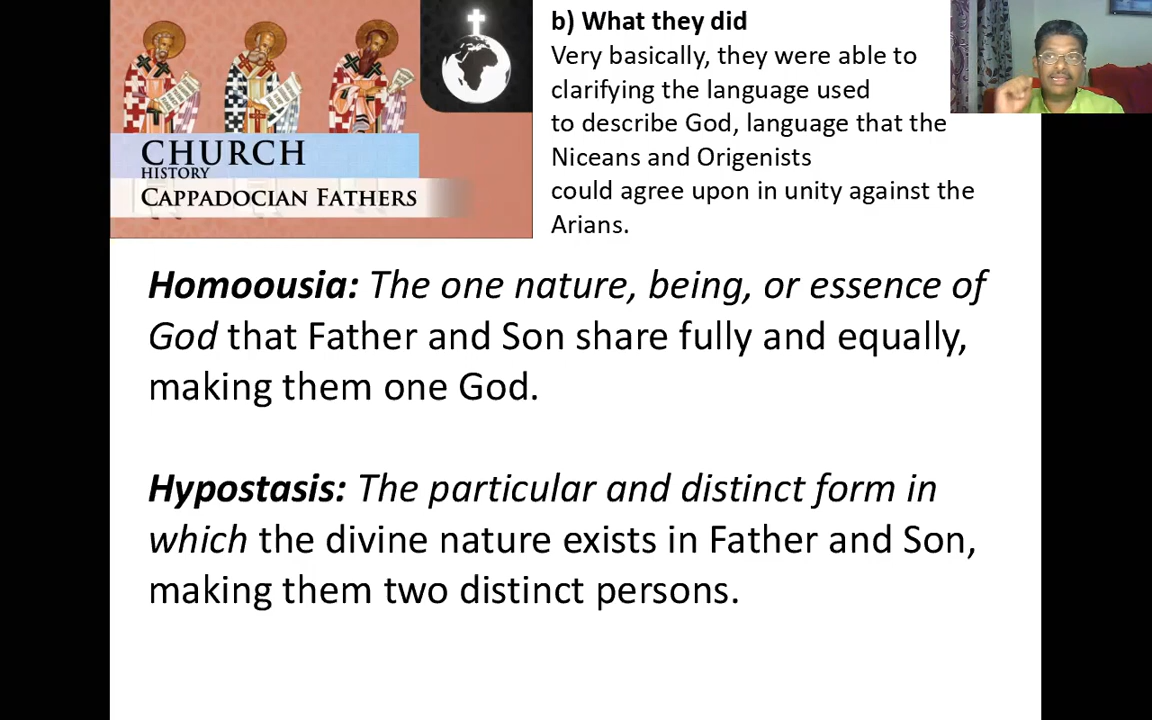 CHURCH
HISTORY
CAPPADOCIAN FATHERS
b) What they did
Very basically, they were able to
clarifying the language used
to describe God, language that the
Niceans and Origenists
could agree upon in unity against the
Arians.
Homoousia: The one nature, being, or essence of
God that Father and Son share fully and equally,
making them one God.
Hypostasis: The particular and distinct form in
which the divine nature exists in Father and Son,
making them two distinct persons.